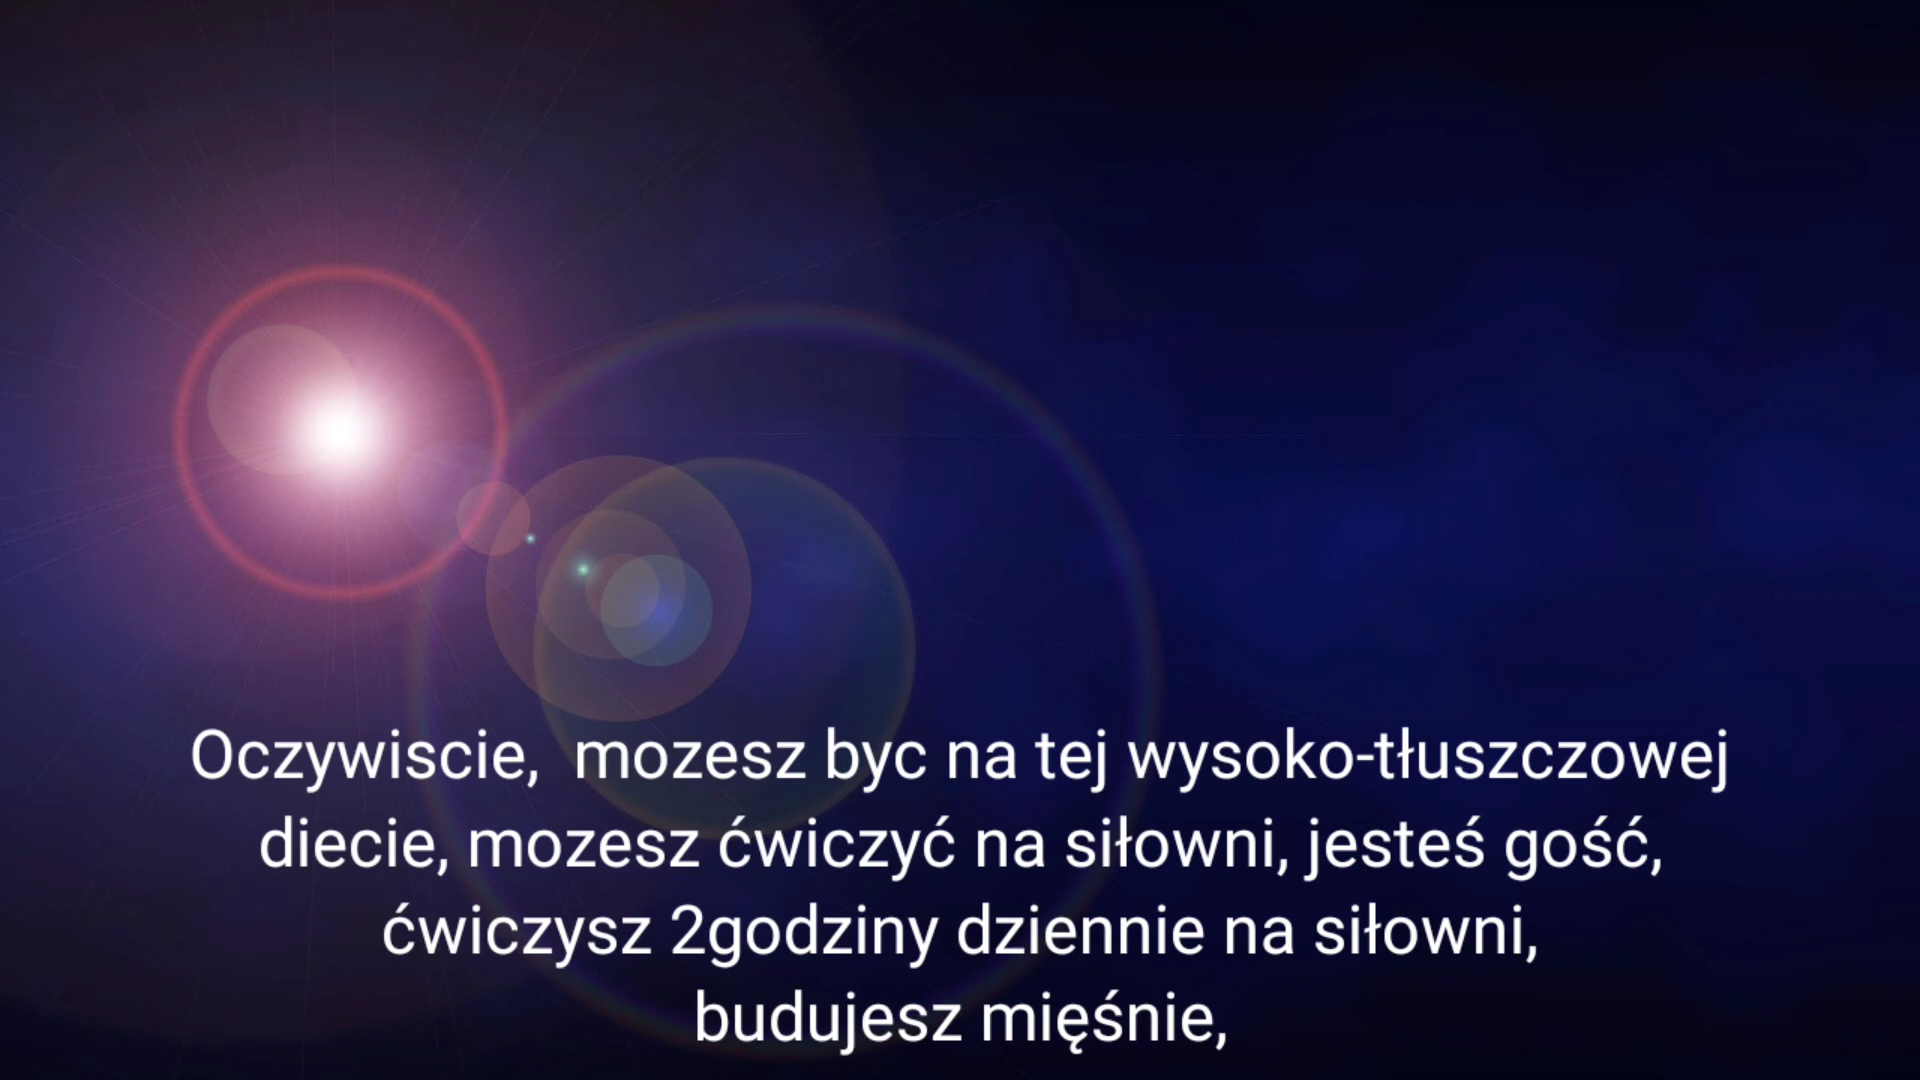 Oczywiscie,  mozesz byc na tej wysoko-tłuszczowej
diecie, mozesz ćwiczyć na siłowni, jesteś gość,
ćwiczysz 2godziny dziennie na siłowni,
budujesz mięśnie,